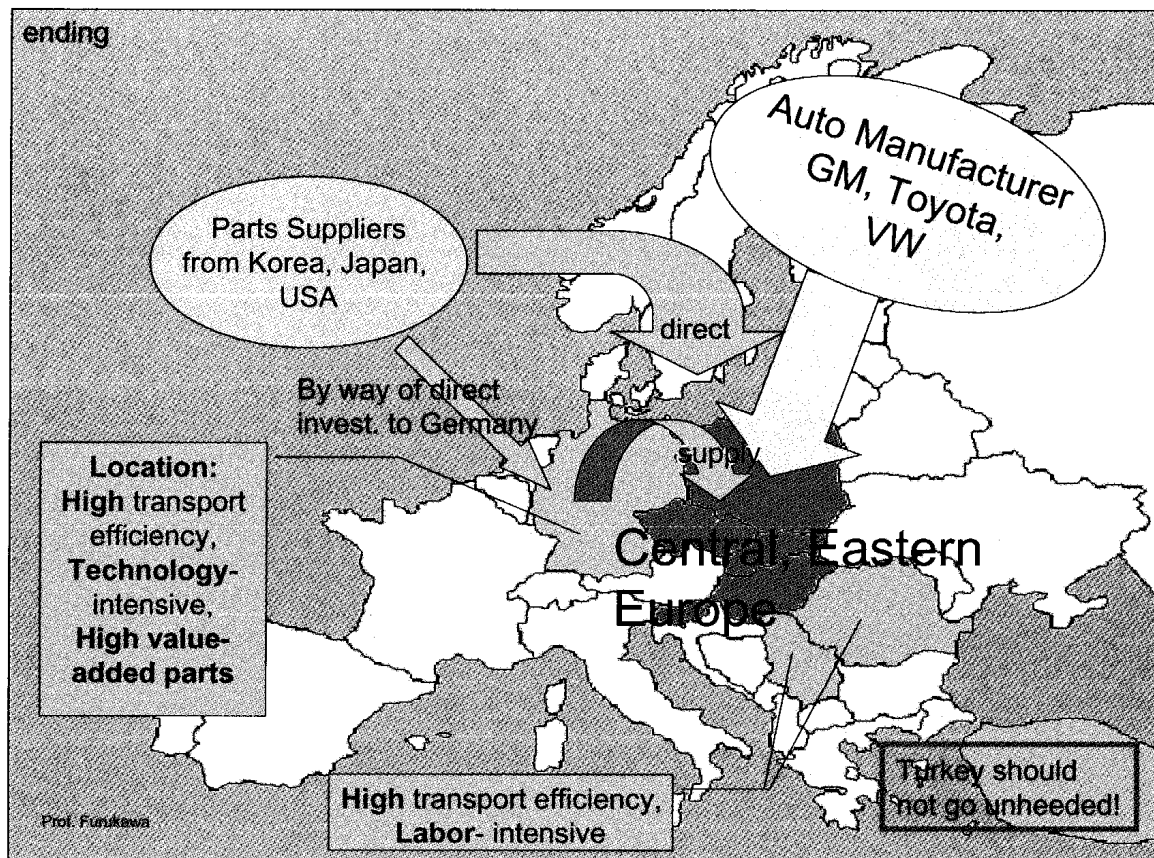 ending
Auto Manufacturer
GM, Toyota,
VW
Parts Suppliers
from Korea, Japan,
USA
direct
By way of direct
invest. to Germany
supply
Location:
High transport
efficiency,
Technology-
intensive,
High value-
added parts
Central, Eastern
Europe
High transport efficiency,
Labor- intensive
Turkey should
not go unheeded!
Prof. Furukawa